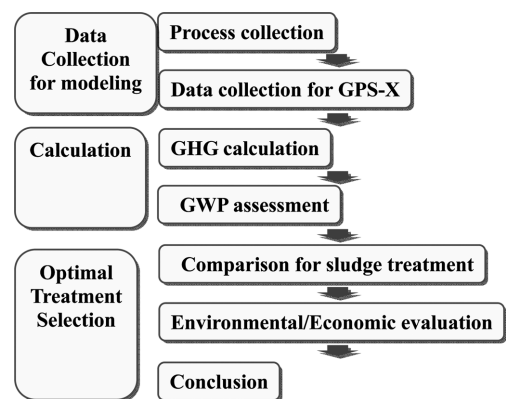 Data
Collection
for modeling
Process collection
Data collection for GPS-X
Calculation
GHG calculation
GWP assessment
Optimal
Treatment
Selection
Comparison for sludge treatment
Environmental/Economic evaluation
Conclusion